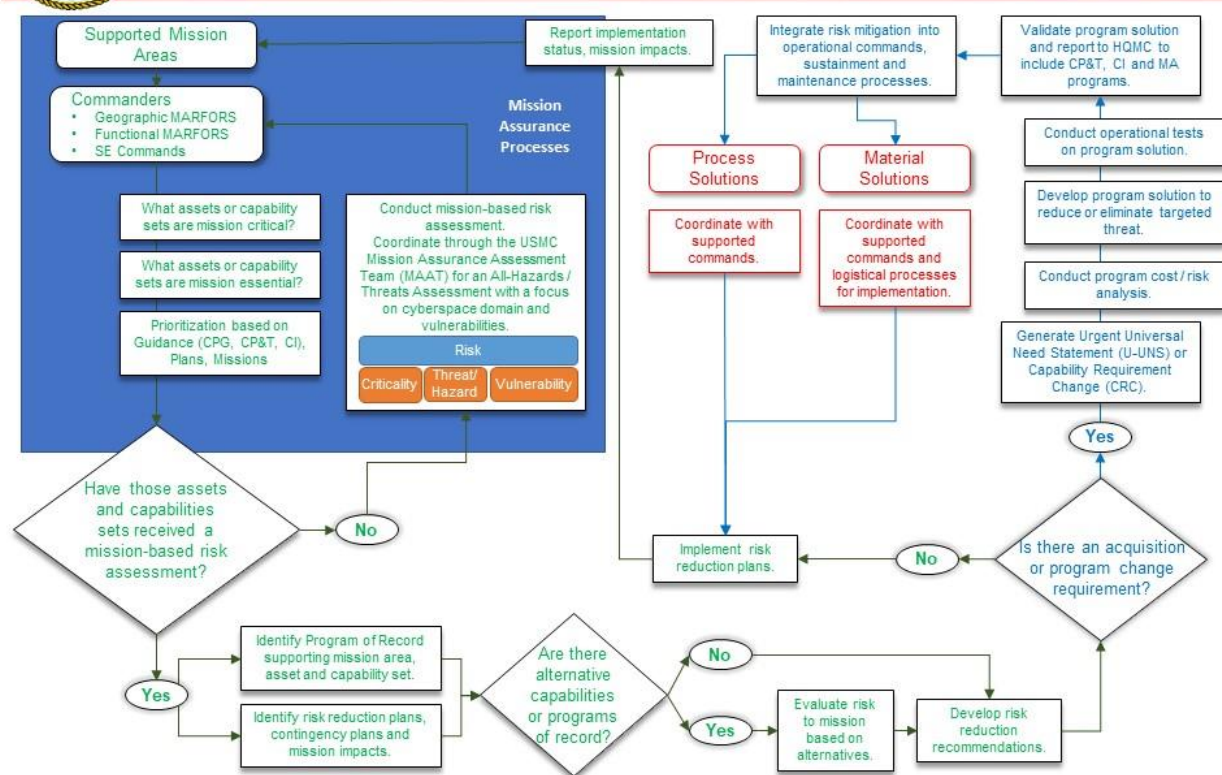 Supported Mission
Areas
Commanders
• Geographic MARFORS
• Functional MARFORS
• SE Commands
Mission
Assurance
Processes
What assets or capability
sets are mission critical?
What assets or capability
sets are mission essential?
Prioritization based on
Guidance (CPG, CP&T, CI),
Plans, Missions
Conduct mission-based risk
assessment.
Coordinate through the USMC
Mission Assurance Assessment
Team (MAAT) for an All-Hazards /
Threats Assessment with a focus
on cyberspace domain and
vulnerabilities.
Risk
Criticality
Threat/
Hazard
Vulnerability
Have those assets
and capabilities
sets received a
mission-based risk
assessment?
No
Yes
Identify Program of Record
supporting mission area,
asset and capability set.
Identify risk reduction plans,
contingency plans and
mission impacts.
Are there
alternative
capabilities
or programs
of record?
No
Yes
Evaluate risk
to mission
based on
alternatives.
Develop risk
reduction
recommendations.
Is there an acquisition
or program change
requirement?
No
Implement risk
reduction plans.
Report implementation
status, mission impacts.
Yes
Generate Urgent Universal
Need Statement (U-UNS) or
Capability Requirement
Change (CRC).
Conduct program cost / risk
analysis.
Develop program solution to
reduce or eliminate targeted
threat.
Conduct operational tests
on program solution.
Validate program solution
and report to HQMC to
include CP&T, CI and MA
programs.
Integrate risk mitigation into
operational commands,
sustainment and
maintenance processes.
Process
Solutions
Coordinate with
supported
commands.
Material
Solutions
Coordinate with
supported
commands and
logistical processes
for implementation.